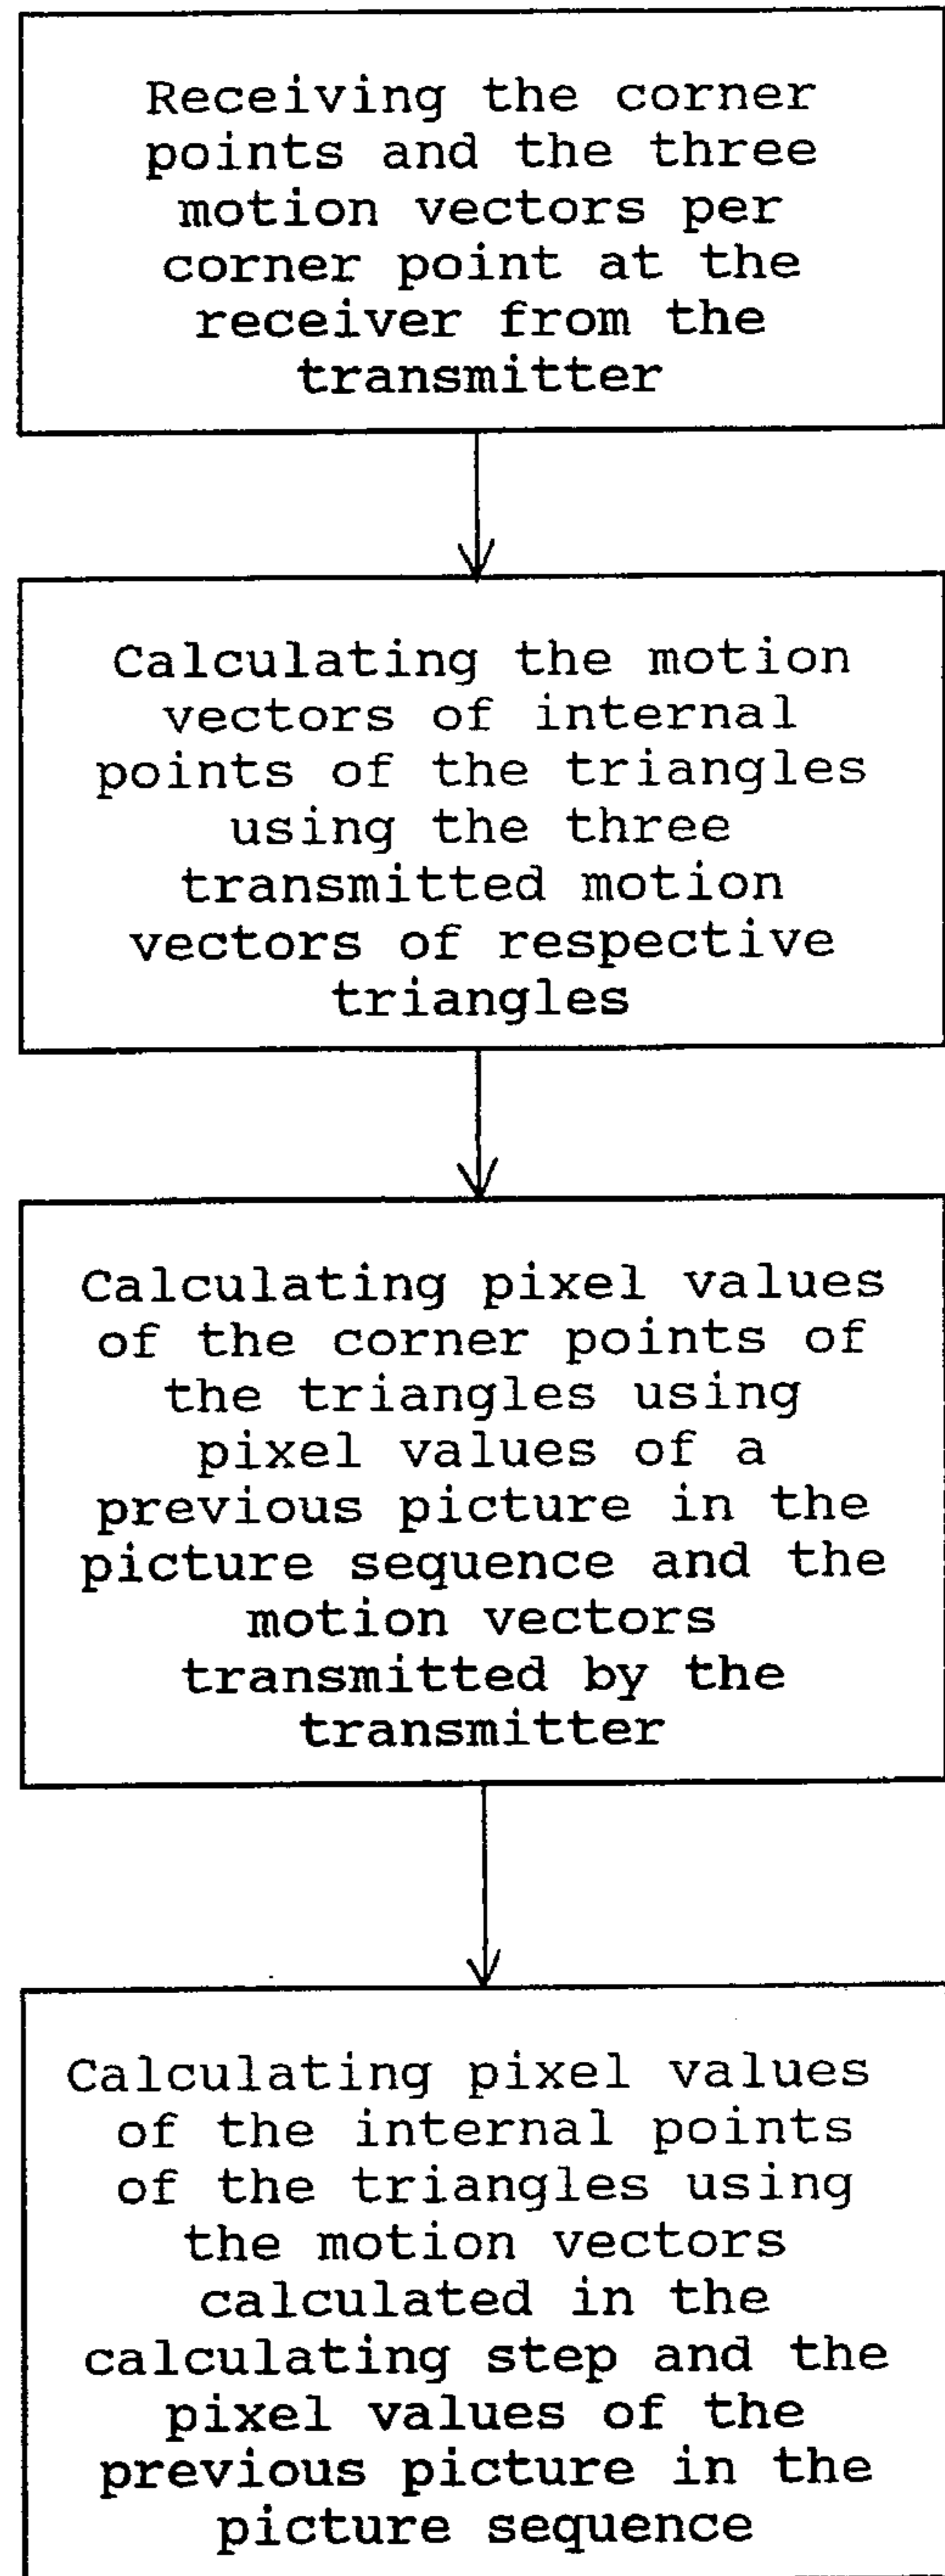 Receiving the corner
points and the three
motion vectors per
corner point at the
receiver from the
transmitter
Calculating the motion
vectors of internal
points of the triangles
using the three
transmitted motion
vectors of respective
triangles
Calculating pixel values
of the corner points of
the triangles using
pixel values of a
previous picture in the
picture sequence and the
motion vectors
transmitted by the
transmitter
Calculating pixel values
of the internal points
of the triangles using
the motion vectors
calculated in the
calculating step and the
pixel values of the
previous picture in the
picture sequence